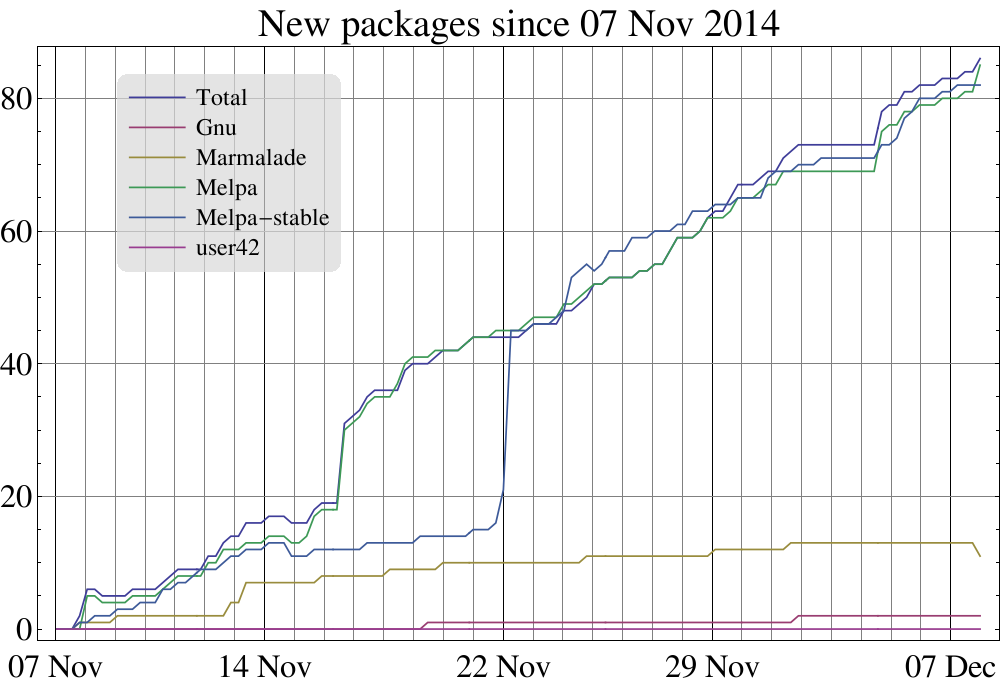 New packages since 07 Nov 2014
Total
Gnu
Marmalade
Melpa
Melpa−stable
user42
80
60
40
20
0
07 Nov 14 Nov 22 Nov 29 Nov 07 Dec